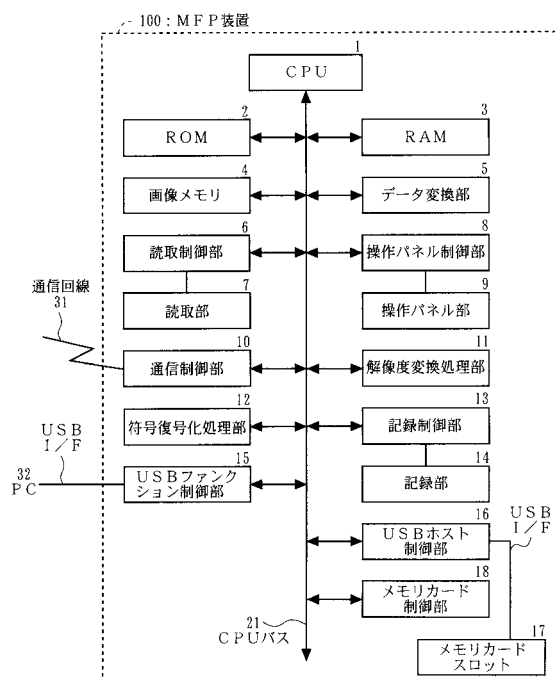 100:MFP装置
1
CPU
2
ROM
3
RAM
4
画像メモリ
5
データ変換部
6
読取制御部
8
操作パネル制御部
7
読取部
9
操作パネル部
通信回線
31
10
通信制御部
11
解像度変換処理部
12
符号復号化処理部
13
記録制御部
USB
I/F
14
記録部
32
PC
15
USBファンク
ション制御部
16
USBホスト
制御部
USB
I/F
18
メモリカード
制御部
21
CPUバス
17
メモリカード
スロット